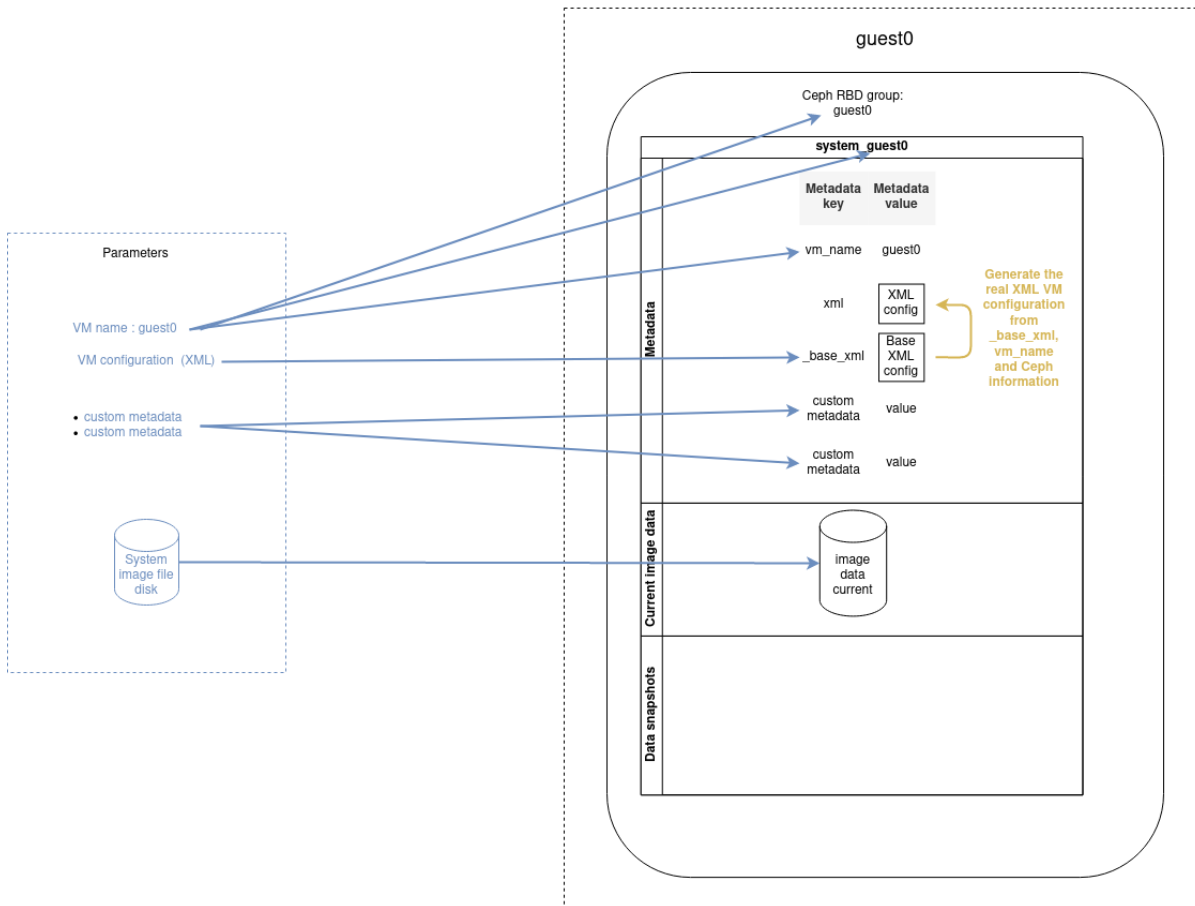 guest0
Ceph RBD group:
guest0
system_guest0
Metadata
key
Metadata
value
Parameters
vm_name
guest0
Generate the
real XML VM
configuration
from
_base_xml,
vm_name
and Ceph
information
xml
XML
config
VM name : guest0
Metadata
VM configuration  (XML)
_base_xml
Base
XML
config
• custom metadata
• custom metadata
custom
metadata
value
custom
metadata
value
System
image file
disk
Current image data
image
data
current
Data snapshots